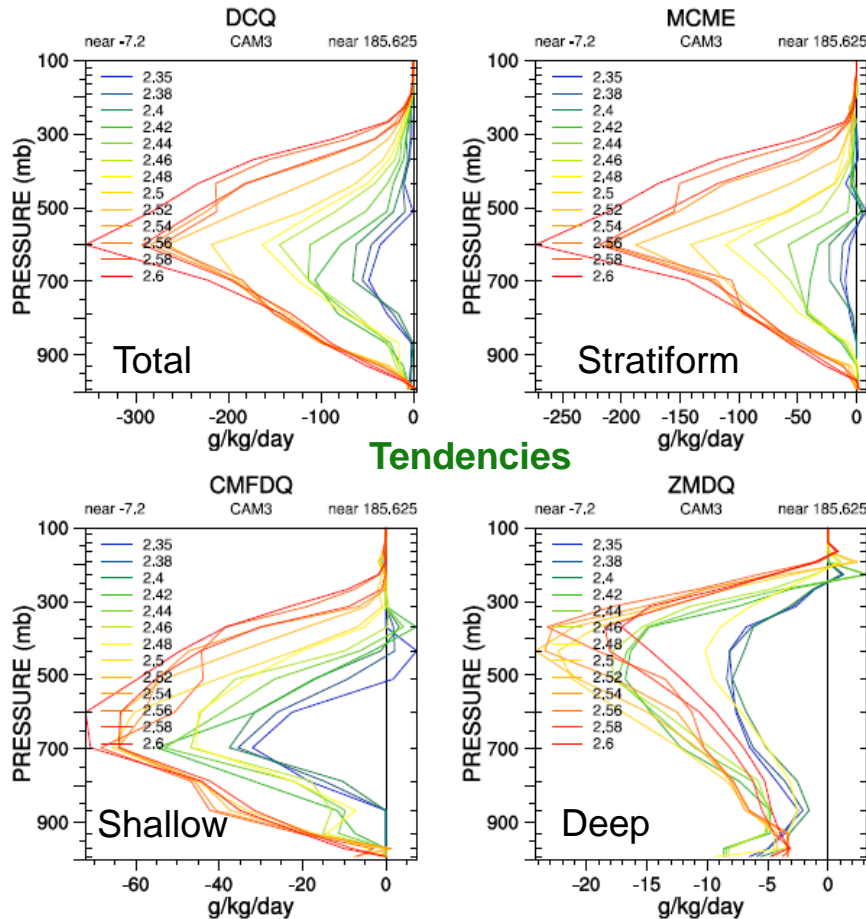 DCQ
near -7.2 CAM3 near 185.625
PRESSURE (mb)
100
300
500
700
900
2.35
2.38
2.4
2.42
2.44
2.46
2.48
2.5
2.52
2.54
2.56
2.58
2.6
Total
-300 -200 -100 0
g/kg/day
MCME
near -7.2 CAM3 near 185.625
PRESSURE (mb)
100
300
500
700
900
2.35
2.38
2.4
2.42
2.44
2.46
2.48
2.5
2.52
2.54
2.56
2.58
2.6
Stratiform
-250 -200 -150 -100 -50 0
g/kg/day
Tendencies
CMFDQ
near -7.2 CAM3 near 185.625
PRESSURE (mb)
100
300
500
700
900
2.35
2.38
2.4
2.42
2.44
2.46
2.48
2.5
2.52
2.54
2.56
2.58
2.6
Shallow
-60 -40 -20 0
g/kg/day
ZMDQ
near -7.2 CAM3 near 185.625
PRESSURE (mb)
100
300
500
700
900
2.35
2.38
2.4
2.42
2.44
2.46
2.48
2.5
2.52
2.54
2.56
2.58
2.6
Deep
-20 -15 -10 -5 0
g/kg/day